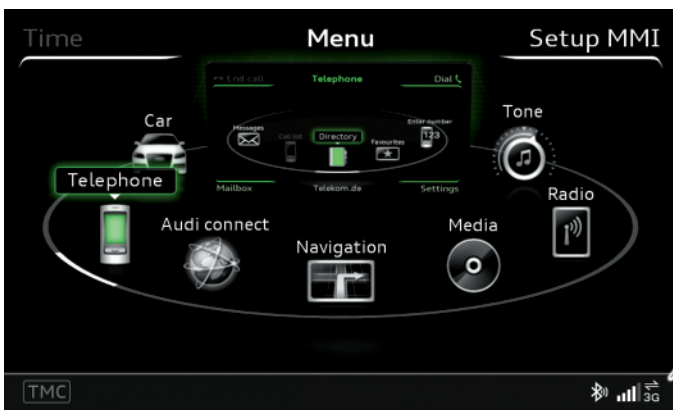 Time
Menu
Setup MMI
End call
Telephone
Dial
Messages
Call list
Directory
Favourites
Enter number
123
Mailbox
Telekom.de
Settings
Car
Tone
Telephone
Radio
Audi connect
Media
Navigation
TMC
3G